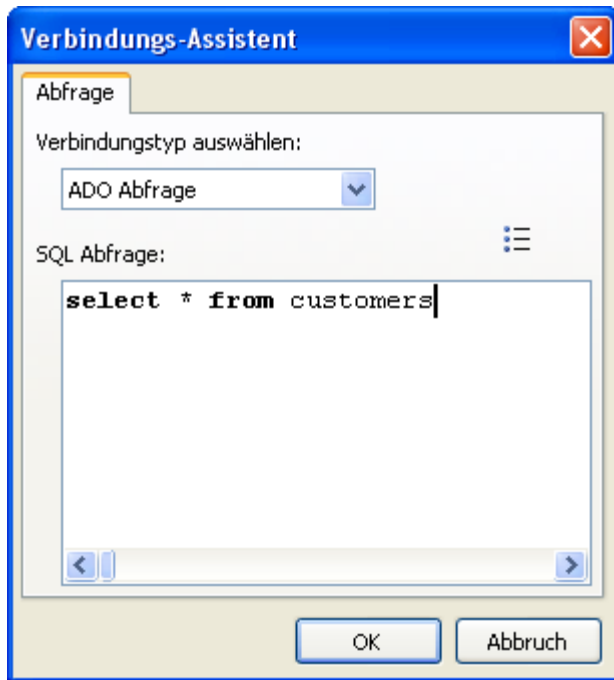 Verbindungs-Assistent
Abfrage
Verbindungstyp auswählen:
ADO Abfrage
SQL Abfrage:
select * from customers
OK Abbruch